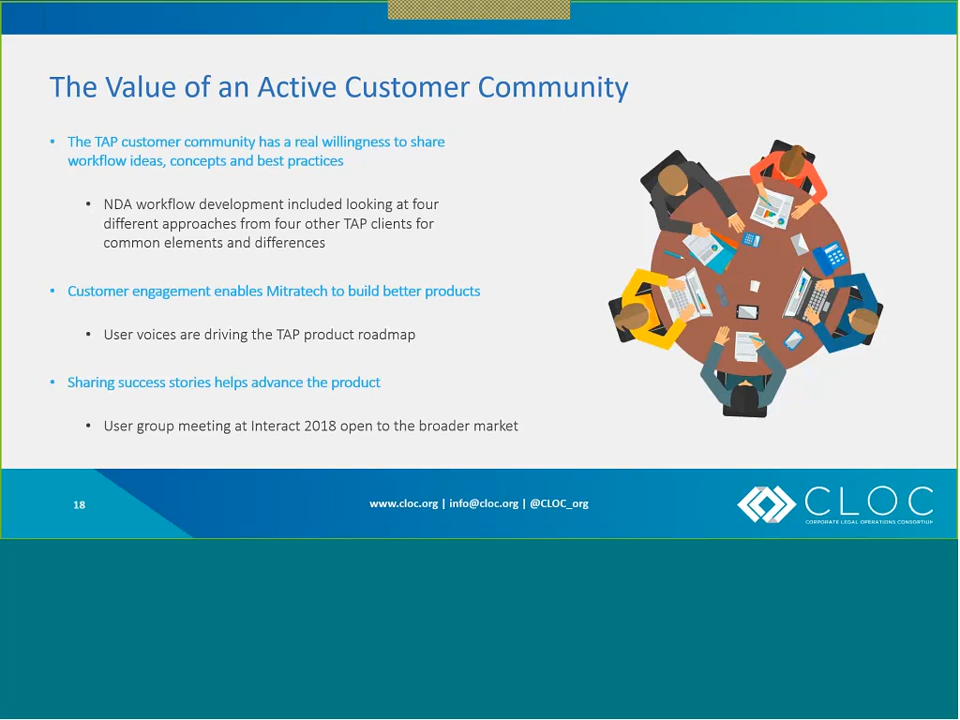 The Value of an Active Customer Community
• The TAP customer community has a real willingness to share
workflow ideas, concepts and best practices
• NDA workflow development included looking at four
different approaches from four other TAP clients for
common elements and differences
• Customer engagement enables Mitratech to build better products
• User voices are driving the TAP product roadmap
• Sharing success stories helps advance the product
• User group meeting at Interact 2018 open to the broader market
18
www.cloc.org | info@cloc.org | @CLOC_org
CLOC
CORPORATE LEGAL OPERATIONS CONSORTIUM